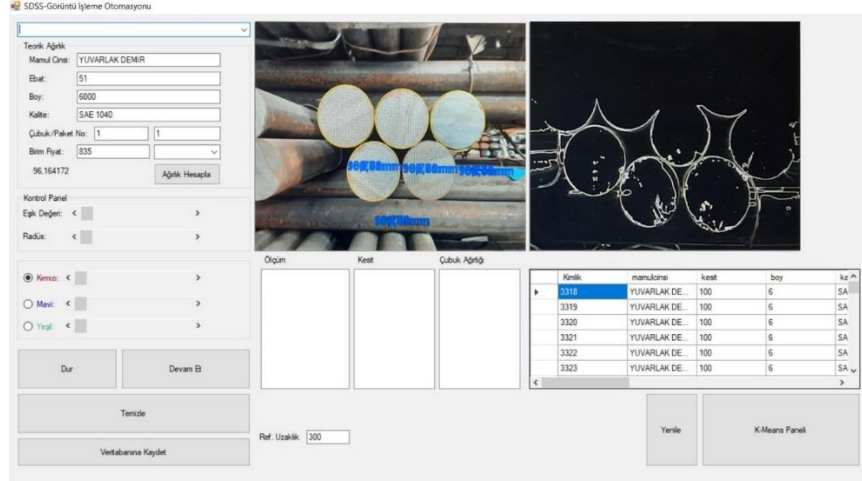 SDSS-Görüntü İşleme Otomasyonu
Teorik Ağırlık
Mamul Cinsi: YUVARLAK DEMİR
Ebat: 51
Boy: 6000
Kalite: SAE 1040
Çubuk/Paket No: 1 1
Birim Fiyat: 835
96,164172 Ağırlık Hesapla
Kontrol Panel
Eşik Değeri:
Radüs:
Kırmızı:
Mavi:
Yeşil:
Dur Devam Et
Temizle
Veritabanına Kaydet
Ölçüm Kesit Çubuk Ağırlığı
Ref. Uzaklık 300
Kimlik mamulcinsi kesit boy
3318 YUVARLAK DE... 100 6 SA
3319 YUVARLAK DE... 100 6 SA
3320 YUVARLAK DE... 100 6 SA
3321 YUVARLAK DE... 100 6 SA
3322 YUVARLAK DE... 100 6 SA
3323 YUVARLAK DE... 100 6 SA
Yenile K-Means Paneli